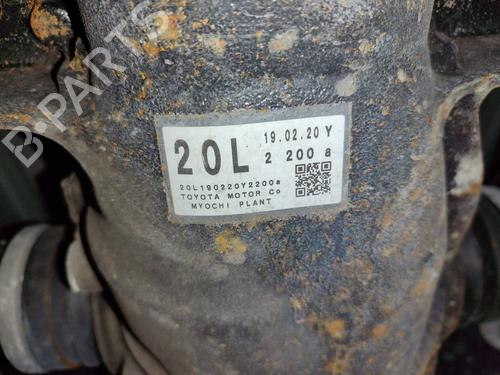 B-PARTS
20L 19.02.20 Y
2 200 a
20L190220Y2200a
TOYOTA MOTOR Co
MYOCHI PLANT